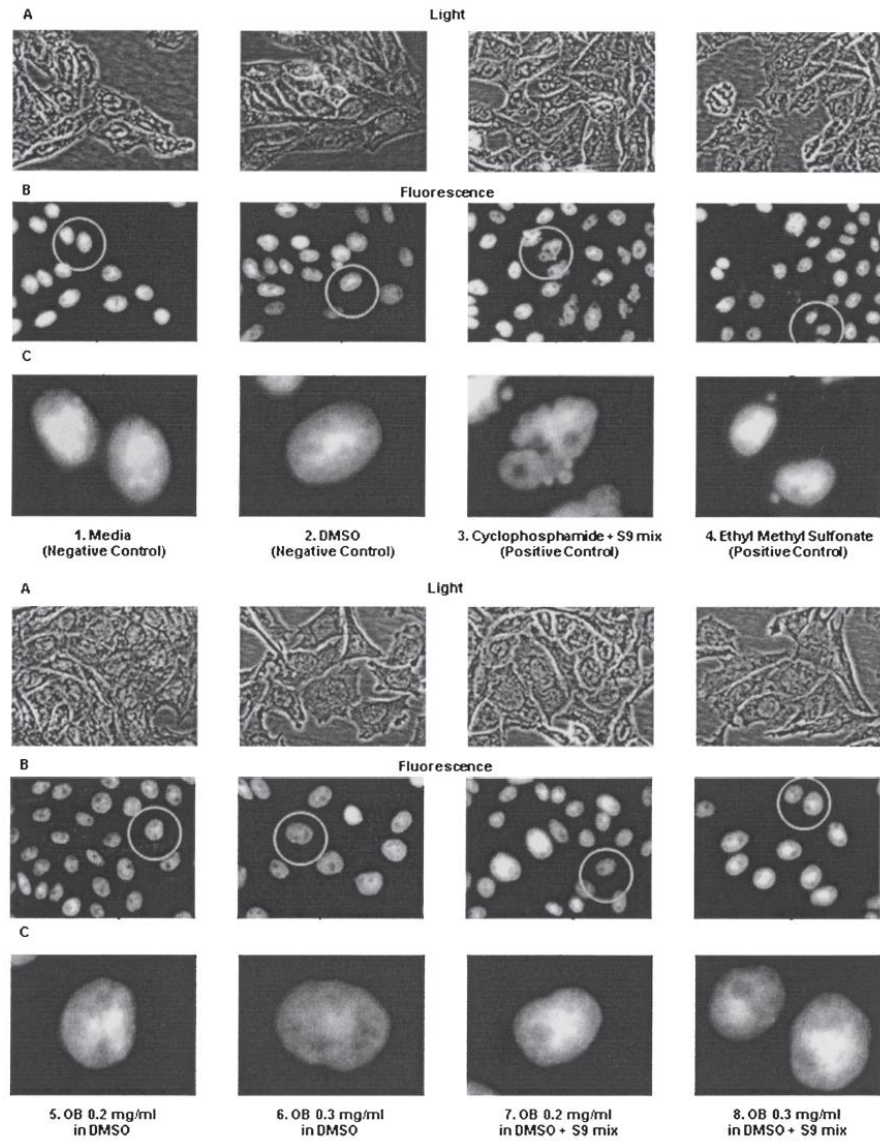 A
Light
B
Fluorescence
C
1. Media
(Negative Control)
2. DMSO
(Negative Control)
3. Cyclophosphamide + S9 mix
(Positive Control)
4. Ethyl Methyl Sulfonate
(Positive Control)
A
Light
B
Fluorescence
C
5. OB 0.2 mg/ml
in DMSO
6. OB 0.3 mg/ml
in DMSO
7. OB 0.2 mg/ml
in DMSO + S9 mix
8. OB 0.3 mg/ml
in DMSO + S9 mix